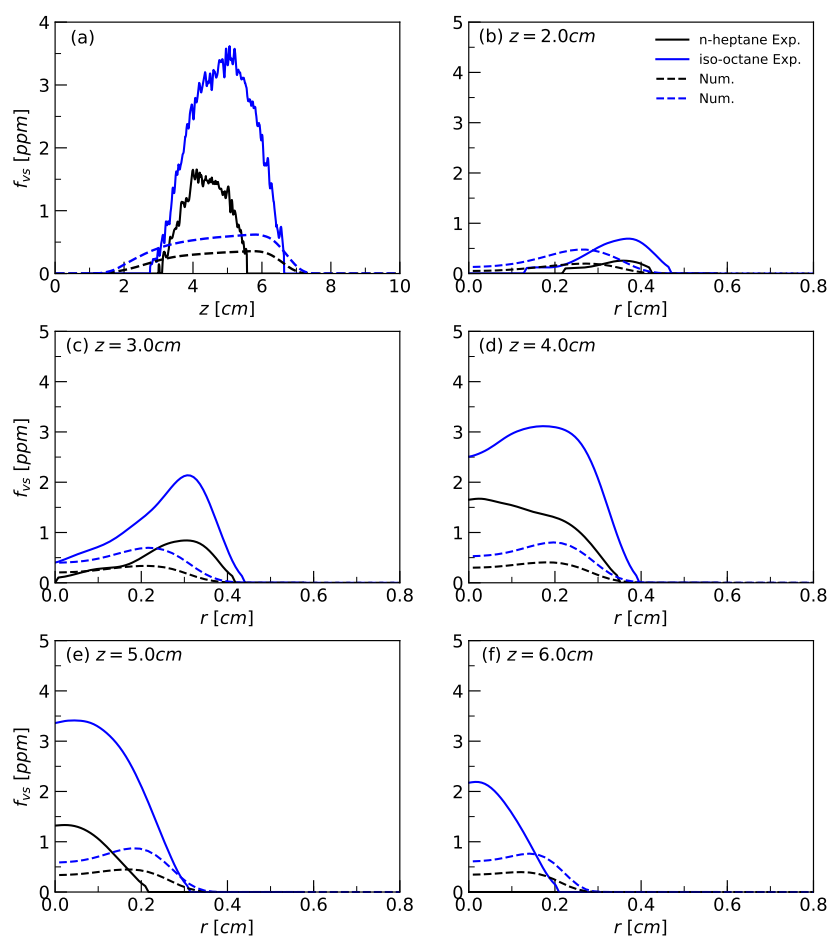 (a)
f_vs [ppm]
4
3
2
1
0
0 2 4 6 8 10
z [cm]
(b) z = 2.0cm
n-heptane Exp.
iso-octane Exp.
Num.
Num.
5
4
3
2
1
0
0.0 0.2 0.4 0.6 0.8
r [cm]
(c) z = 3.0cm
f_vs [ppm]
5
4
3
2
1
0
0.0 0.2 0.4 0.6 0.8
r [cm]
(d) z = 4.0cm
5
4
3
2
1
0
0.0 0.2 0.4 0.6 0.8
r [cm]
(e) z = 5.0cm
f_vs [ppm]
5
4
3
2
1
0
0.0 0.2 0.4 0.6 0.8
r [cm]
(f) z = 6.0cm
5
4
3
2
1
0
0.0 0.2 0.4 0.6 0.8
r [cm]